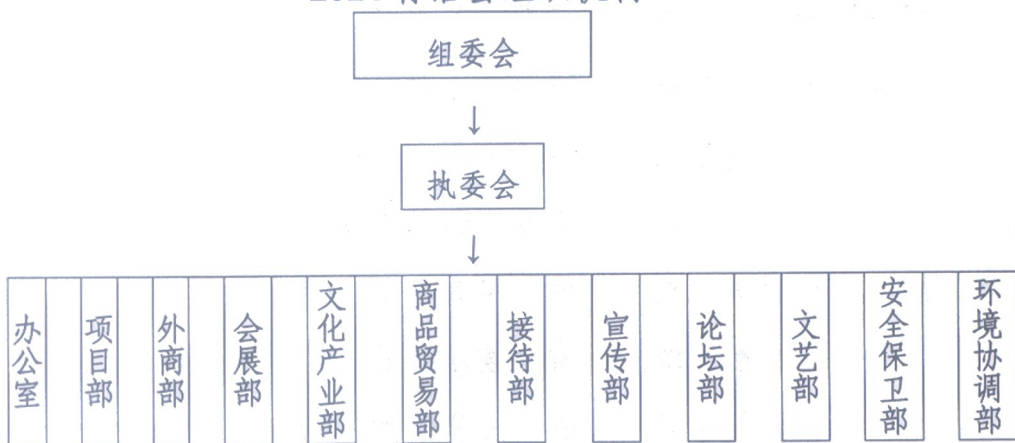 组委会
↓
执委会
↓
办公室
项目部
外商部
会展部
文化产业部
商品贸易部
接待部
宣传部
论坛部
文艺部
安全保卫部
环境协调部